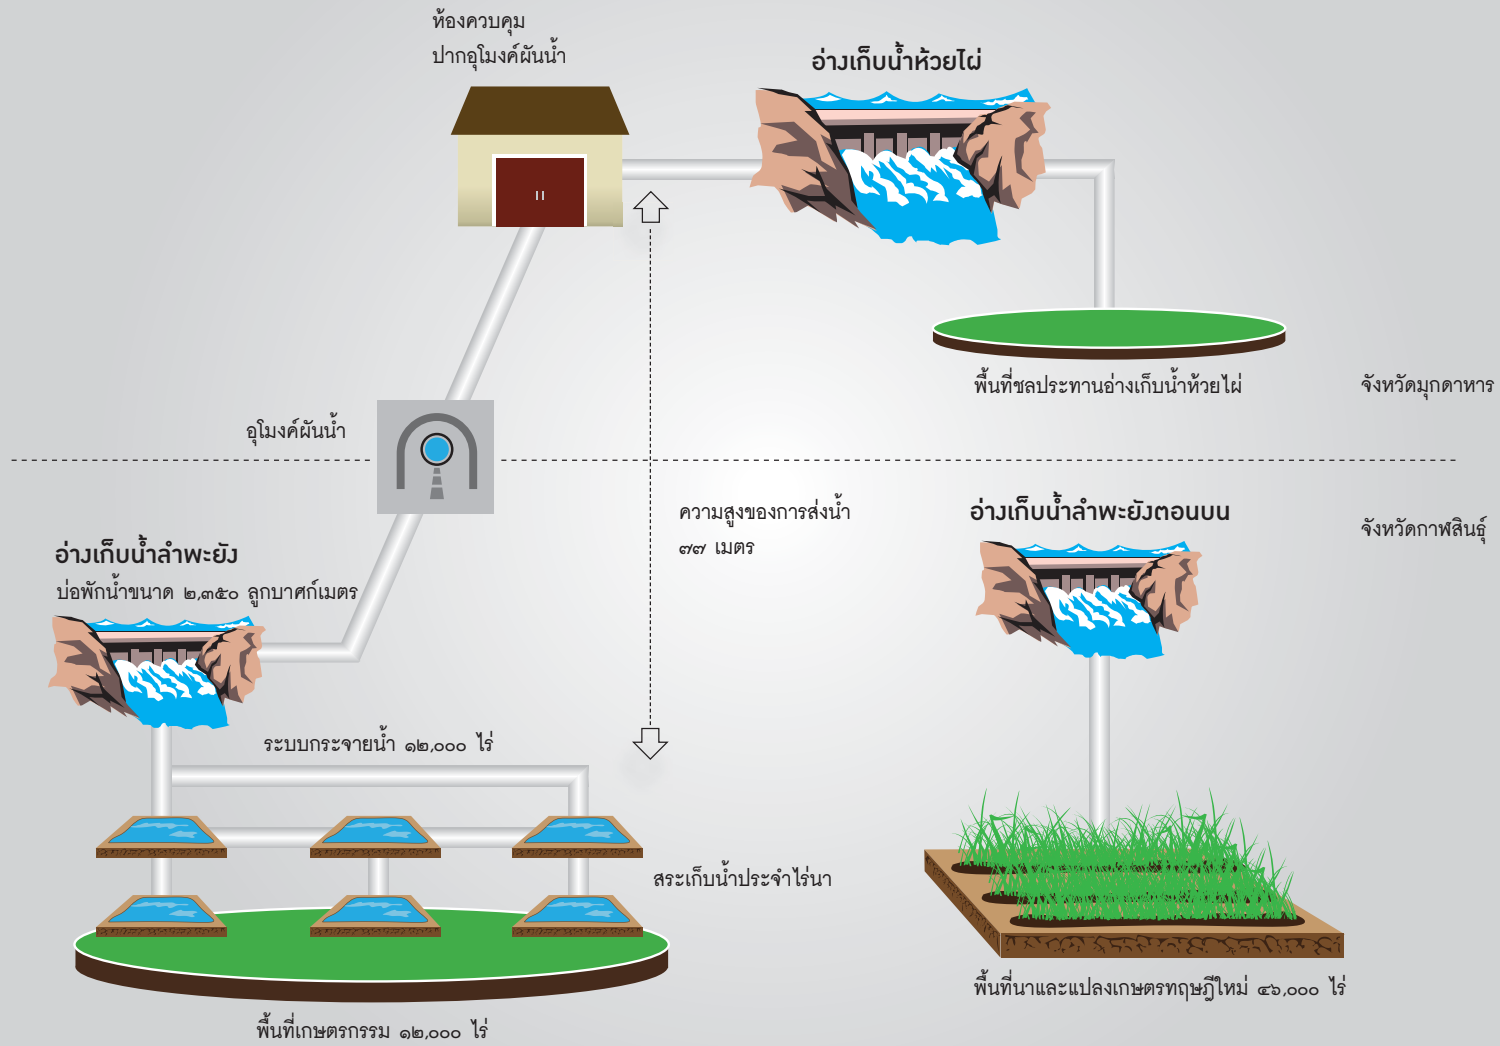 ห้องควบคุม
ปากอุโมงค์ผันน้ำ
อ่างเก็บน้ำห้วยไผ่
พื้นที่ชลประทานอ่างเก็บน้ำห้วยไผ่
จังหวัดมุกดาหาร
อุโมงค์ผันน้ำ
ความสูงของการส่งน้ำ
๗๗ เมตร
อ่างเก็บน้ำลำพะยังตอนบน
จังหวัดกาฬสินธุ์
อ่างเก็บน้ำลำพะยัง
บ่อพักน้ำขนาด ๒,๓๕๐ ลูกบาศก์เมตร
ระบบกระจายน้ำ ๑๒,๐๐๐ ไร่
สระเก็บน้ำประจำไร่นา
พื้นที่นาและแปลงเกษตรทฤษฎีใหม่ ๔๖,๐๐๐ ไร่
พื้นที่เกษตรกรรม ๑๒,๐๐๐ ไร่